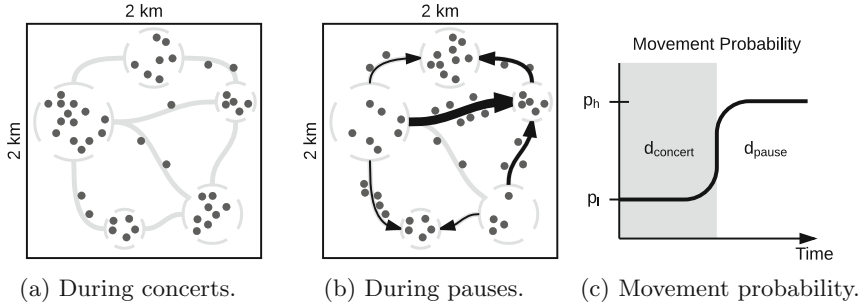 2 km
2 km
2 km
2 km
Movement Probability
p_h
d_concert
d_pause
p_l
Time
(a) During concerts.
(b) During pauses.
(c) Movement probability.